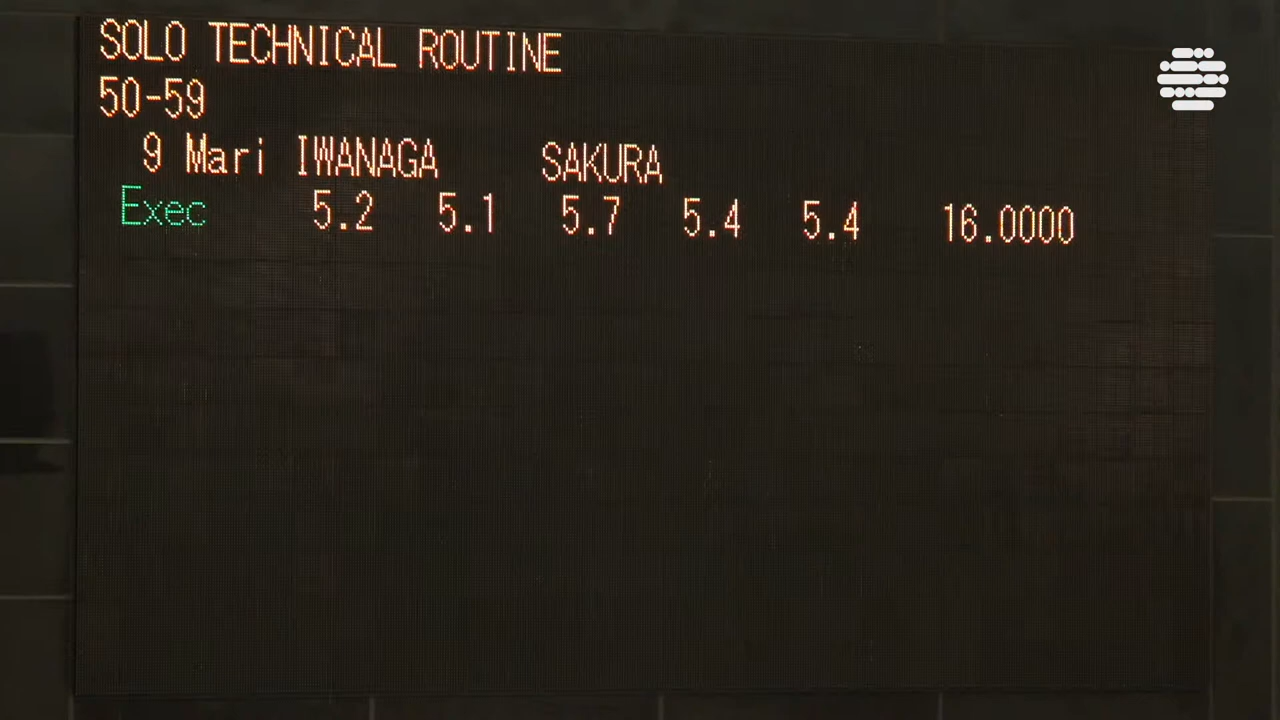 SOLO TECHNICAL ROUTINE
50-59
9 Mari IWANAGA SAKURA
Exec 5.2 5.1 5.7 5.4 5.4 16.0000